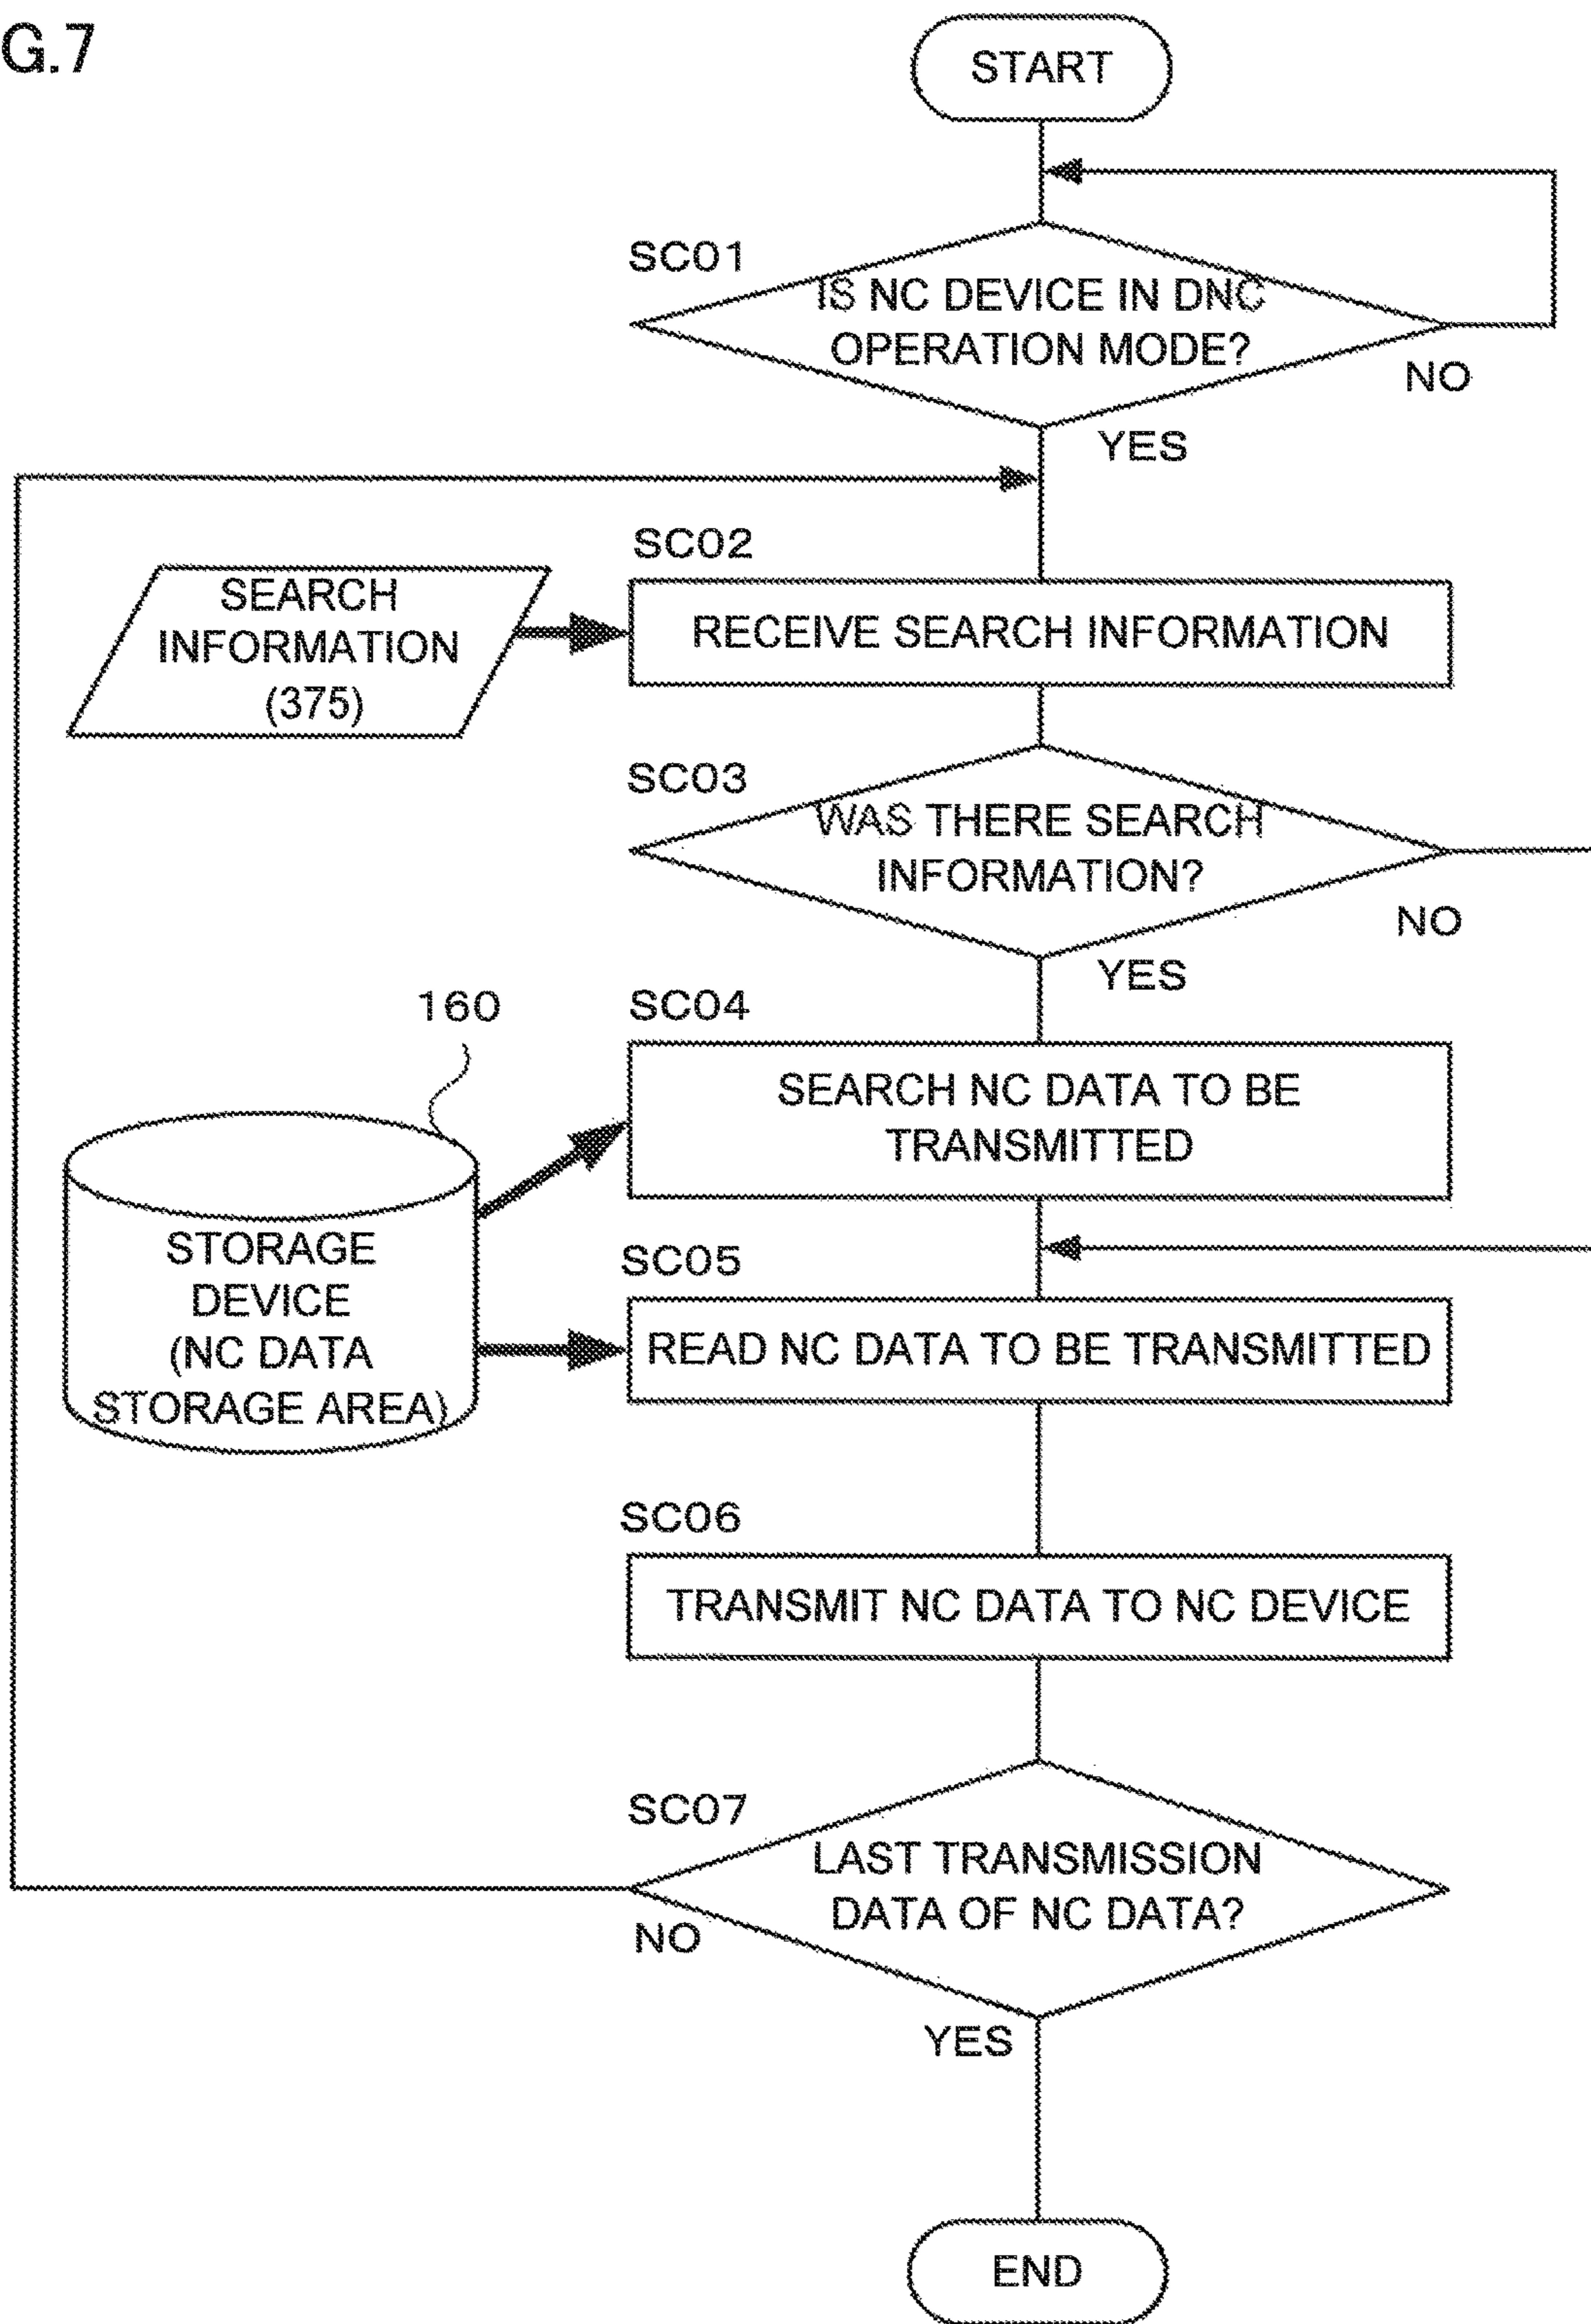 G.7
START
SC01
IS NC DEVICE IN DNC
OPERATION MODE?
NO
YES
SC02
SEARCH
INFORMATION
(375)
RECEIVE SEARCH INFORMATION
SC03
WAS THERE SEARCH
INFORMATION?
NO
YES
160
SC04
SEARCH NC DATA TO BE
TRANSMITTED
STORAGE
DEVICE
(NC DATA
STORAGE AREA)
SC05
READ NC DATA TO BE TRANSMITTED
SC06
TRANSMIT NC DATA TO NC DEVICE
SC07
LAST TRANSMISSION
DATA OF NC DATA?
NO
YES
END